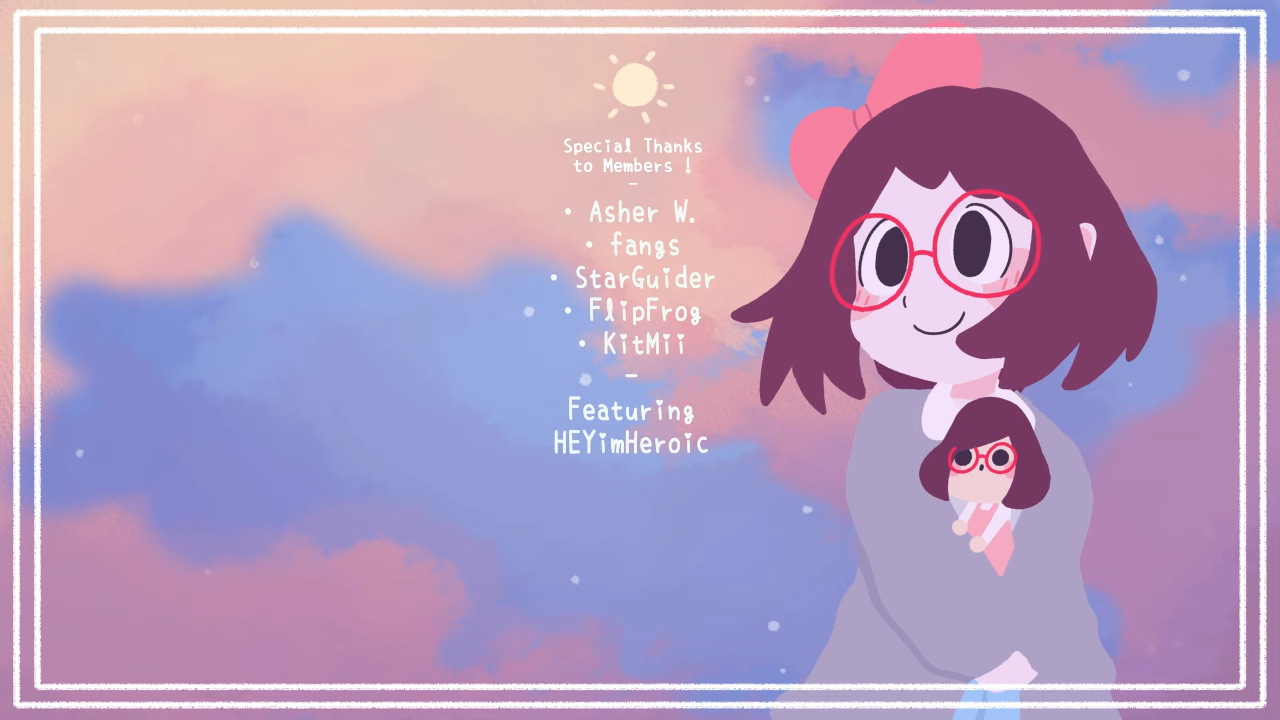 Special Thanks
to Members !
–
• Asher W.
• fangs
• StarGuider
• FlipFrog
• KitMii
–
Featuring
HEYimHeroic